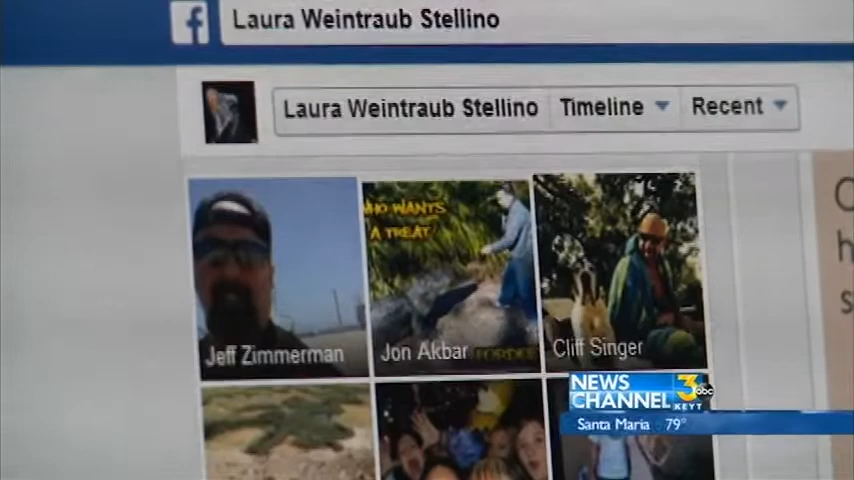 f
Laura Weintraub Stellino
Laura Weintraub Stellino Timeline Recent
WHO WANTS
A TREAT
Jeff Zimmerman
Jon Akbar
Cliff Singer
NEWS
CHANNEL 3 abc
KEYT
Santa Maria 79°